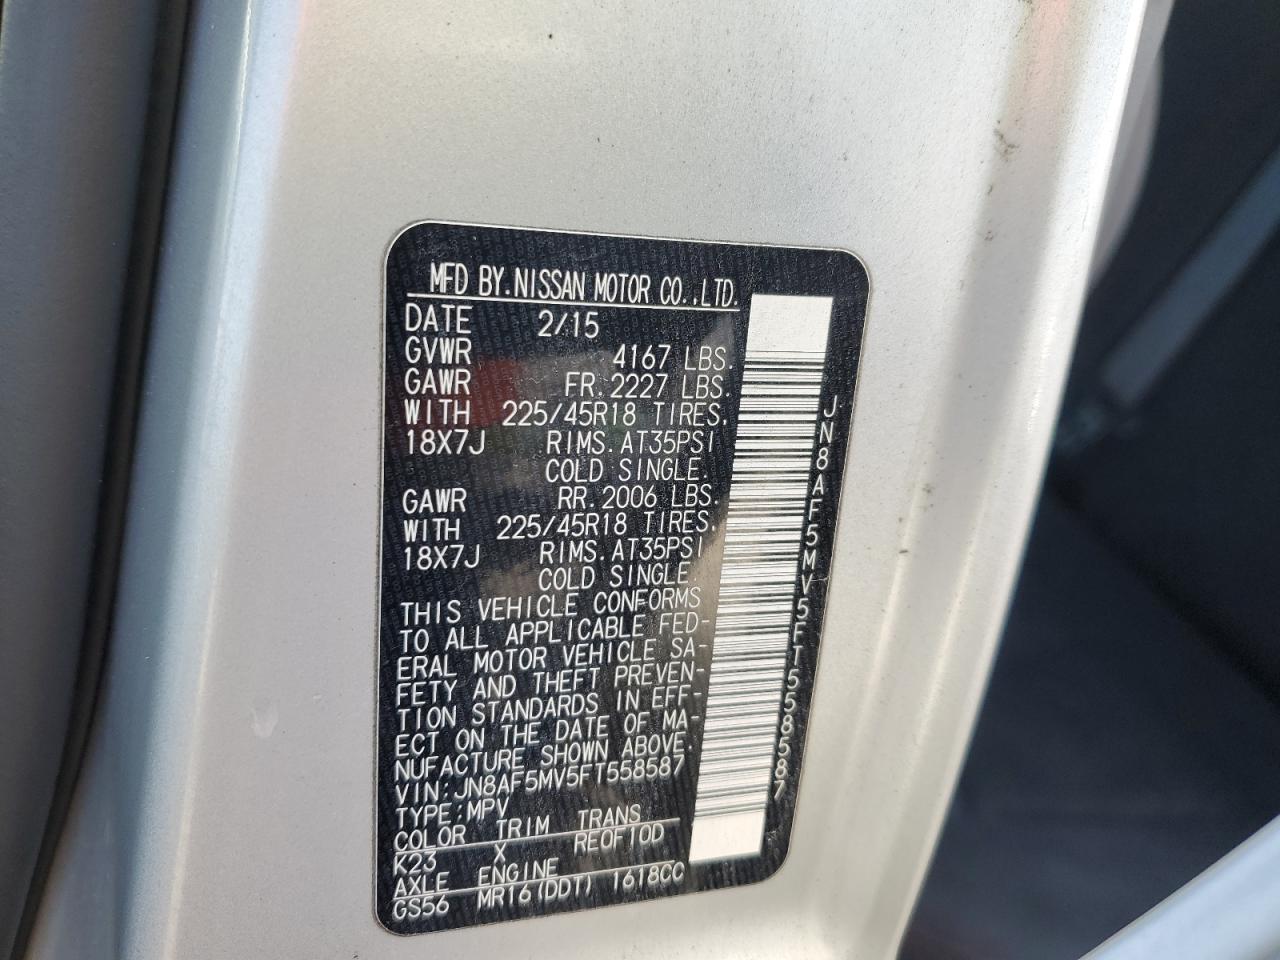 MFD BY.NISSAN MOTOR CO.,LTD.
DATE 2/15
GVWR 4167 LBS.
GAWR FR.2227 LBS.
WITH 225/45R18 TIRES.
18X7J RIMS.AT35PSI
COLD SINGLE.
GAWR RR.2006 LBS.
WITH 225/45R18 TIRES.
18X7J RIMS.AT35PSI
COLD SINGLE.
THIS VEHICLE CONFORMS
TO ALL APPLICABLE FED-
ERAL MOTOR VEHICLE SA-
FETY AND THEFT PREVEN-
TION STANDARDS IN EFF-
ECT ON THE DATE OF MA-
NUFACTURE SHOWN ABOVE.
VIN:JN8AF5MV5FT558587
TYPE:MPV
COLOR TRIM TRANS
K23 X REOF10D
AXLE ENGINE
GS56 MR16(DDT) 1618CC
JN8AF5MV5FT558587